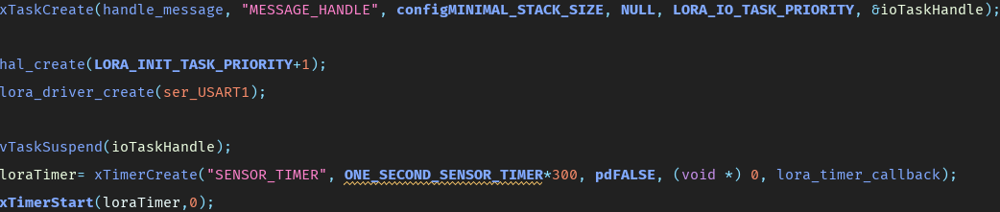 xTaskCreate(handle_message, "MESSAGE_HANDLE", configMINIMAL_STACK_SIZE, NULL, LORA_IO_TASK_PRIORITY, &ioTaskHandle);
hal_create(LORA_INIT_TASK_PRIORITY+1);
lora_driver_create(ser_USART1);
vTaskSuspend(ioTaskHandle);
loraTimer= xTimerCreate("SENSOR_TIMER", ONE_SECOND_SENSOR_TIMER*300, pdFALSE, (void *) 0, lora_timer_callback);
xTimerStart(loraTimer,0);